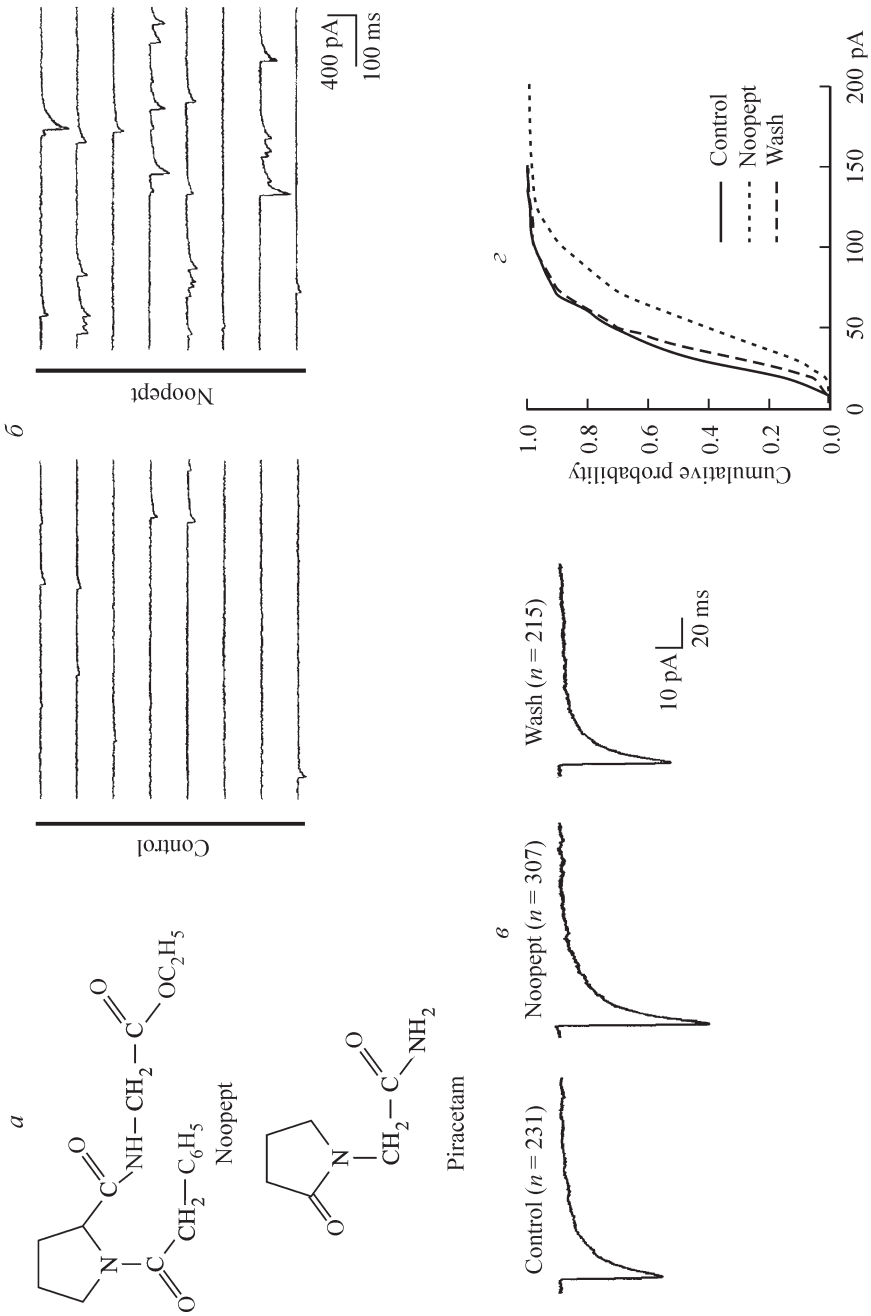 а
O
C
NH–CH2–C
O
OC2H5
N
C
O
CH2–C6H5
Noopept
O
N
CH2–C
O
NH2
Piracetam
б
Control
Noopept
400 pA
100 ms
в
Control (n = 231)
Noopept (n = 307)
Wash (n = 215)
10 pA
20 ms
г
Cumulative probability
1.0
0.8
0.6
0.4
0.2
0.0
0
50
100
150
200 pA
Control
Noopept
Wash